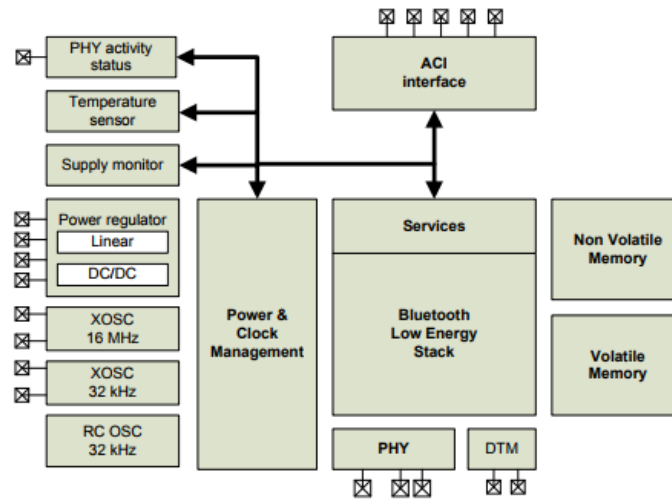 PHY activity
status
Temperature
sensor
Supply monitor
Power regulator
Linear
DC/DC
XOSC
16 MHz
XOSC
32 kHz
RC OSC
32 kHz
Power &
Clock
Management
ACI
interface
Services
Bluetooth
Low Energy
Stack
PHY
DTM
Non Volatile
Memory
Volatile
Memory